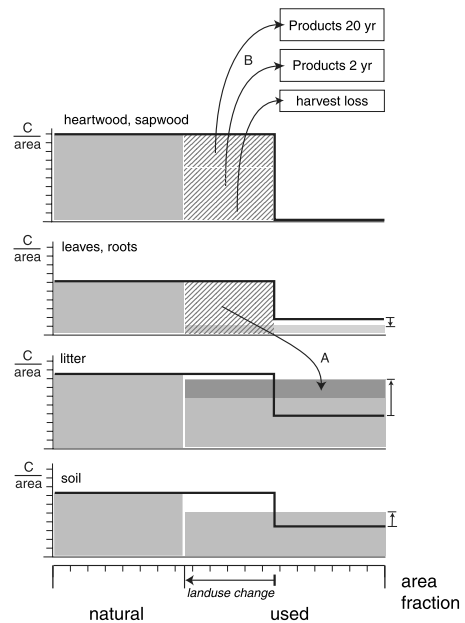 Products 20 yr
B
Products 2 yr
harvest loss
heartwood, sapwood
C
area
leaves, roots
C
area
A
litter
C
area
soil
C
area
landuse change
area
fraction
natural
used